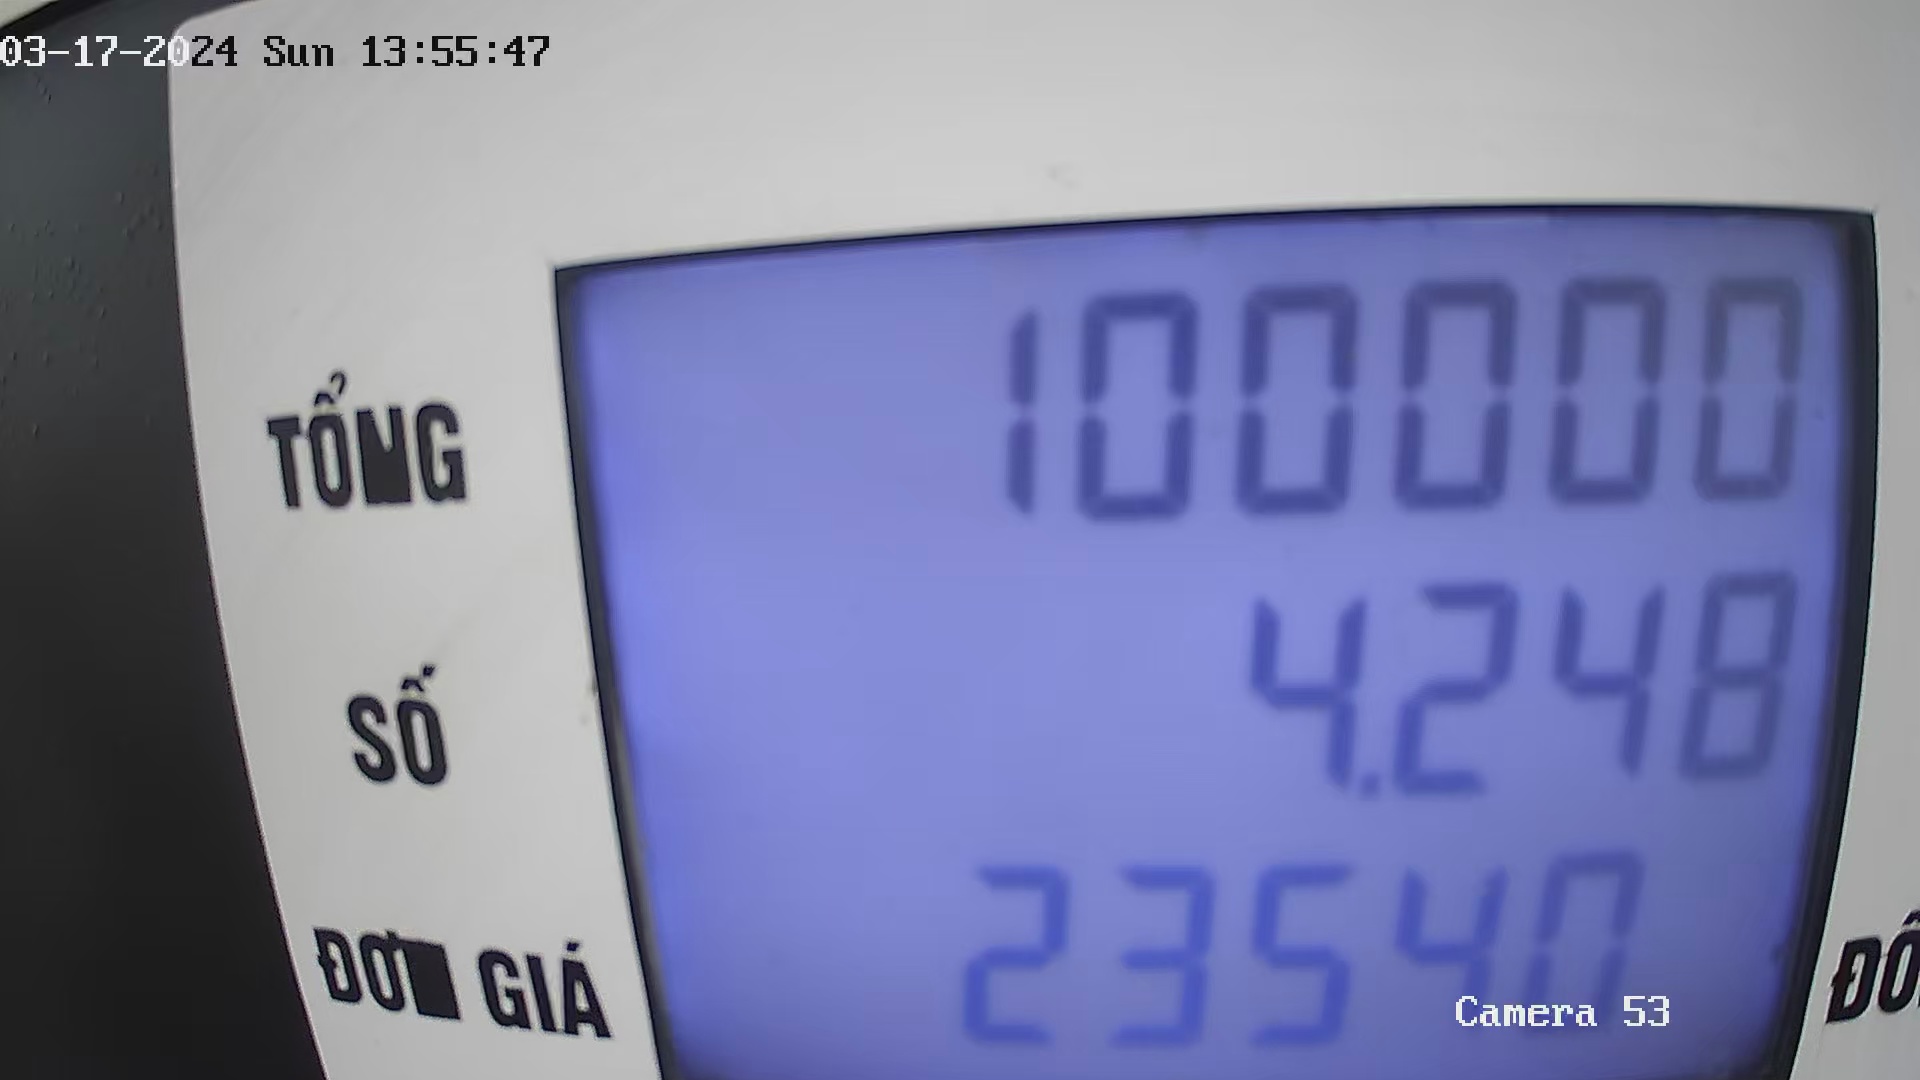 03-17-2024 Sun 13:55:47
TỔNG 100000
SỐ 4.248
ĐƠN GIÁ 23540
Camera 53